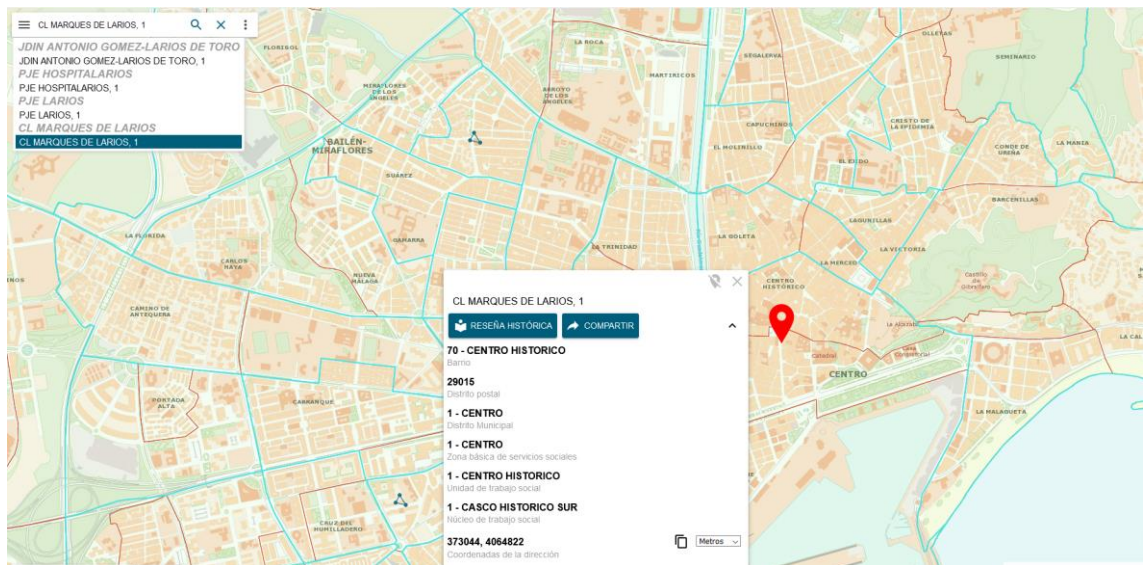 CL MARQUES DE LARIOS, 1
JDIN ANTONIO GOMEZ-LARIOS DE TORO
JDIN ANTONIO GOMEZ-LARIOS DE TORO, 1
PJE HOSPITALARIOS
PJE HOSPITALARIOS, 1
PJE LARIOS
PJE LARIOS, 1
CL MARQUES DE LARIOS
CL MARQUES DE LARIOS, 1
FLORISOL
LA ROCA
SEGALERVA
OLLETAS
SEMINARIO
MARTIRICOS
MIRAFLORES
DE LOS
ANGELES
ARROYO
DE LOS
ANGELES
CAPUCHINOS
CRISTO DE
LA EPIDEMIA
BAILÉN-
MIRAFLORES
EL MOLINILLO
CONDE DE
UREÑA
LA MANIA
EL EJIDO
SUÁREZ
BARCENILLAS
LAGUNILLAS
LA FLORIDA
GAMARRA
LA TRINIDAD
LA GOLETA
LA VICTORIA
CARLOS
HAYA
LA MERCED
NUEVA
MÁLAGA
CENTRO
HISTÓRICO
Castillo
de
Gibralfaro
CAMINO DE
ANTEQUERA
La Alcazaba
Casa
Consistorial
Catedral
CENTRO
PORTADA
ALTA
CARRANQUE
LA MALAGUETA
CRUZ DEL
HUMILLADERO
CL MARQUES DE LARIOS, 1
RESEÑA HISTÓRICA
COMPARTIR
70 - CENTRO HISTORICO
Barrio
29015
Distrito postal
1 - CENTRO
Distrito Municipal
1 - CENTRO
Zona básica de servicios sociales
1 - CENTRO HISTORICO
Unidad de trabajo social
1 - CASCO HISTORICO SUR
Núcleo de trabajo social
373044, 4064822
Metros
Coordenadas de la dirección